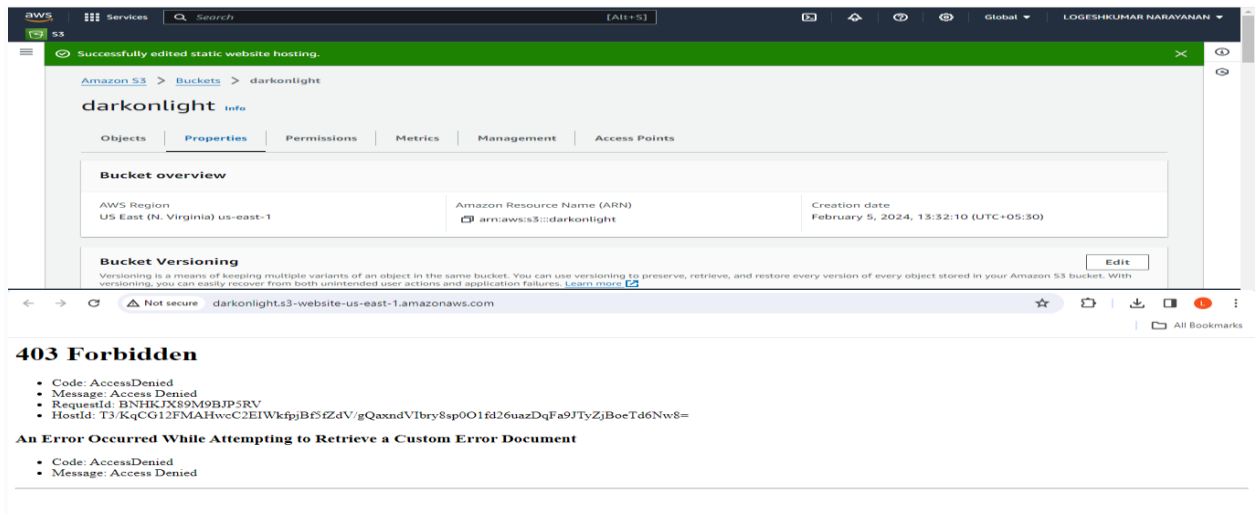 aws Services Search [Alt+S] Global LOGESHKUMAR NARAYANAN
S3
Successfully edited static website hosting.
Amazon S3 > Buckets > darkonlight
darkonlight Info
Objects Properties Permissions Metrics Management Access Points
Bucket overview
AWS Region Amazon Resource Name (ARN) Creation date
US East (N. Virginia) us-east-1 arn:aws:s3:::darkonlight February 5, 2024, 13:32:10 (UTC+05:30)
Bucket Versioning Edit
Versioning is a means of keeping multiple variants of an object in the same bucket. You can use versioning to preserve, retrieve, and restore every version of every object stored in your Amazon S3 bucket. With
versioning, you can easily recover from both unintended user actions and application failures. Learn more
Not secure darkonlight.s3-website-us-east-1.amazonaws.com L
All Bookmarks
403 Forbidden
• Code: AccessDenied
• Message: Access Denied
• RequestId: BNHKJX89M9BJP5RV
• HostId: T3/KqCG12FMAHwcC2EIWkfpjBf5fZdV/gQaxndVIbry8sp0O1fd26uazDqFa9JTyZjBoeTd6Nw8=
An Error Occurred While Attempting to Retrieve a Custom Error Document
• Code: AccessDenied
• Message: Access Denied